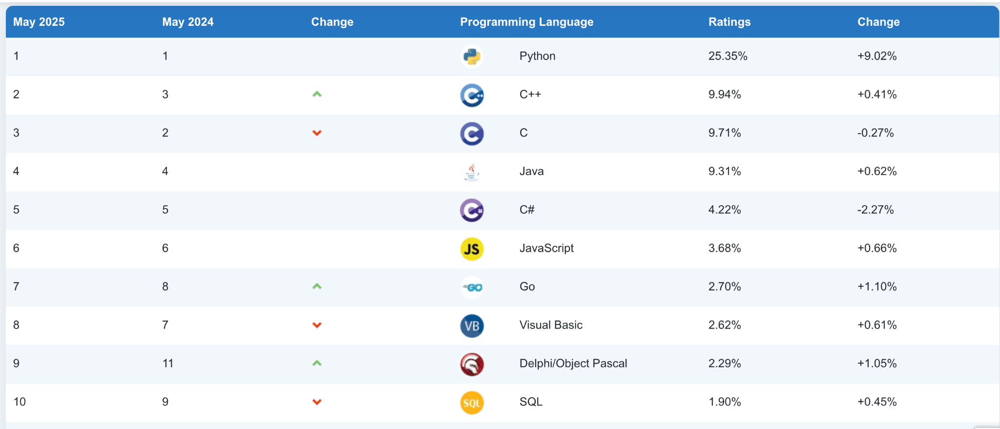 May 2025 May 2024 Change Programming Language Ratings Change
1 1 Python 25.35% +9.02%
2 3 C++ 9.94% +0.41%
3 2 C 9.71% -0.27%
4 4 Java 9.31% +0.62%
5 5 C# 4.22% -2.27%
6 6 JS JavaScript 3.68% +0.66%
7 8 GO Go 2.70% +1.10%
8 7 VB Visual Basic 2.62% +0.61%
9 11 Delphi/Object Pascal 2.29% +1.05%
10 9 SQL SQL 1.90% +0.45%